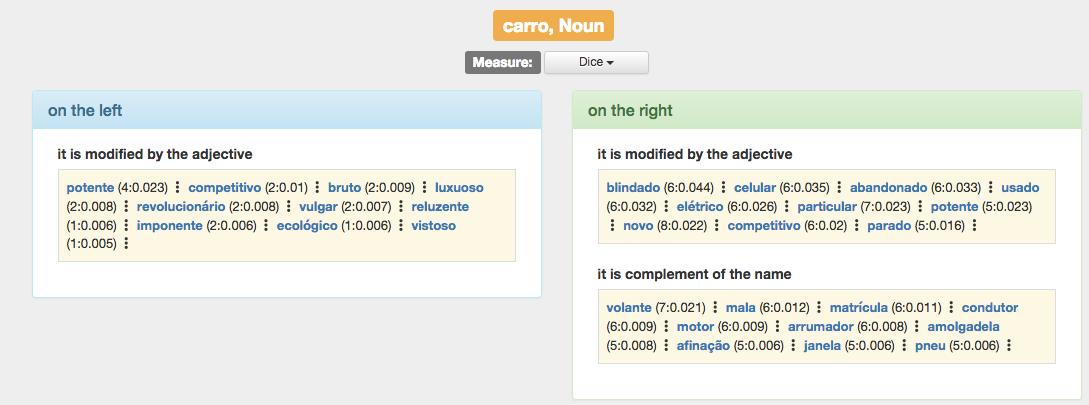 carro, Noun
Measure: Dice
on the left
it is modified by the adjective
potente (4:0.023) ⋮ competitivo (2:0.01) ⋮ bruto (2:0.009) ⋮ luxuoso
(2:0.008) ⋮ revolucionário (2:0.008) ⋮ vulgar (2:0.007) ⋮ reluzente
(1:0.006) ⋮ imponente (2:0.006) ⋮ ecológico (1:0.006) ⋮ vistoso
(1:0.005) ⋮
on the right
it is modified by the adjective
blindado (6:0.044) ⋮ celular (6:0.035) ⋮ abandonado (6:0.033) ⋮ usado
(6:0.032) ⋮ elétrico (6:0.026) ⋮ particular (7:0.023) ⋮ potente (5:0.023)
⋮ novo (8:0.022) ⋮ competitivo (6:0.02) ⋮ parado (5:0.016) ⋮
it is complement of the name
volante (7:0.021) ⋮ mala (6:0.012) ⋮ matrícula (6:0.011) ⋮ condutor
(6:0.009) ⋮ motor (6:0.009) ⋮ arrumador (6:0.008) ⋮ amolgadela
(5:0.008) ⋮ afinação (5:0.006) ⋮ janela (5:0.006) ⋮ pneu (5:0.006) ⋮